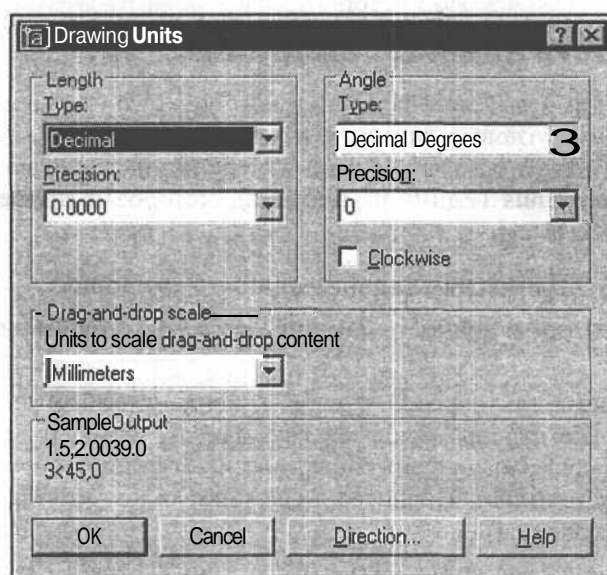 Drawing Units
Length
Type:
Decimal
Precision:
0.0000
Angle
Type:
j Decimal Degrees 3
Precision:
0
Clockwise
- Drag-and-drop scale
Units to scale drag-and-drop content
Millimeters
Sample Output
1.5,2.0039.0
3<45,0
OK Cancel Direction... Help